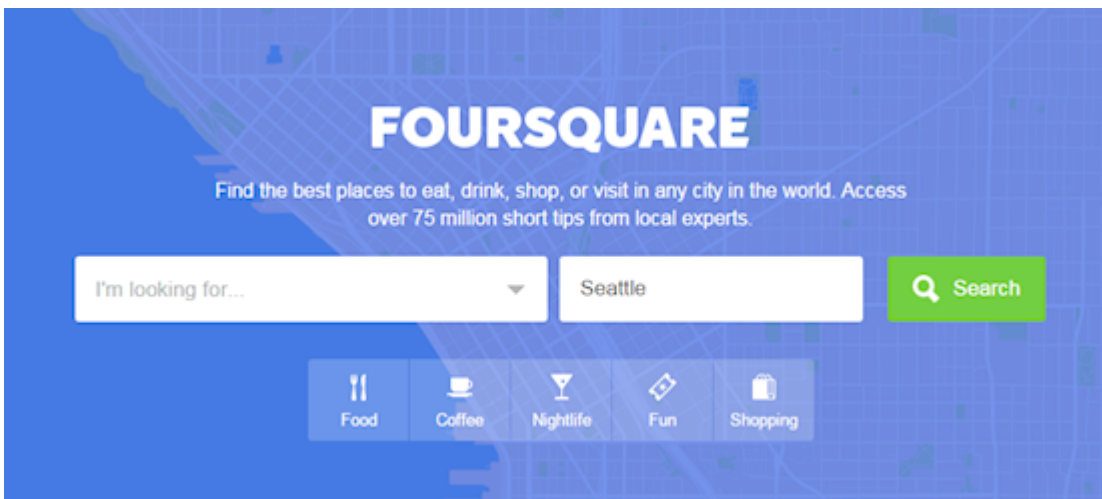 FOURSQUARE
Find the best places to eat, drink, shop, or visit in any city in the world. Access
over 75 million short tips from local experts.
I'm looking for...
Seattle
Search
Food
Coffee
Nightlife
Fun
Shopping